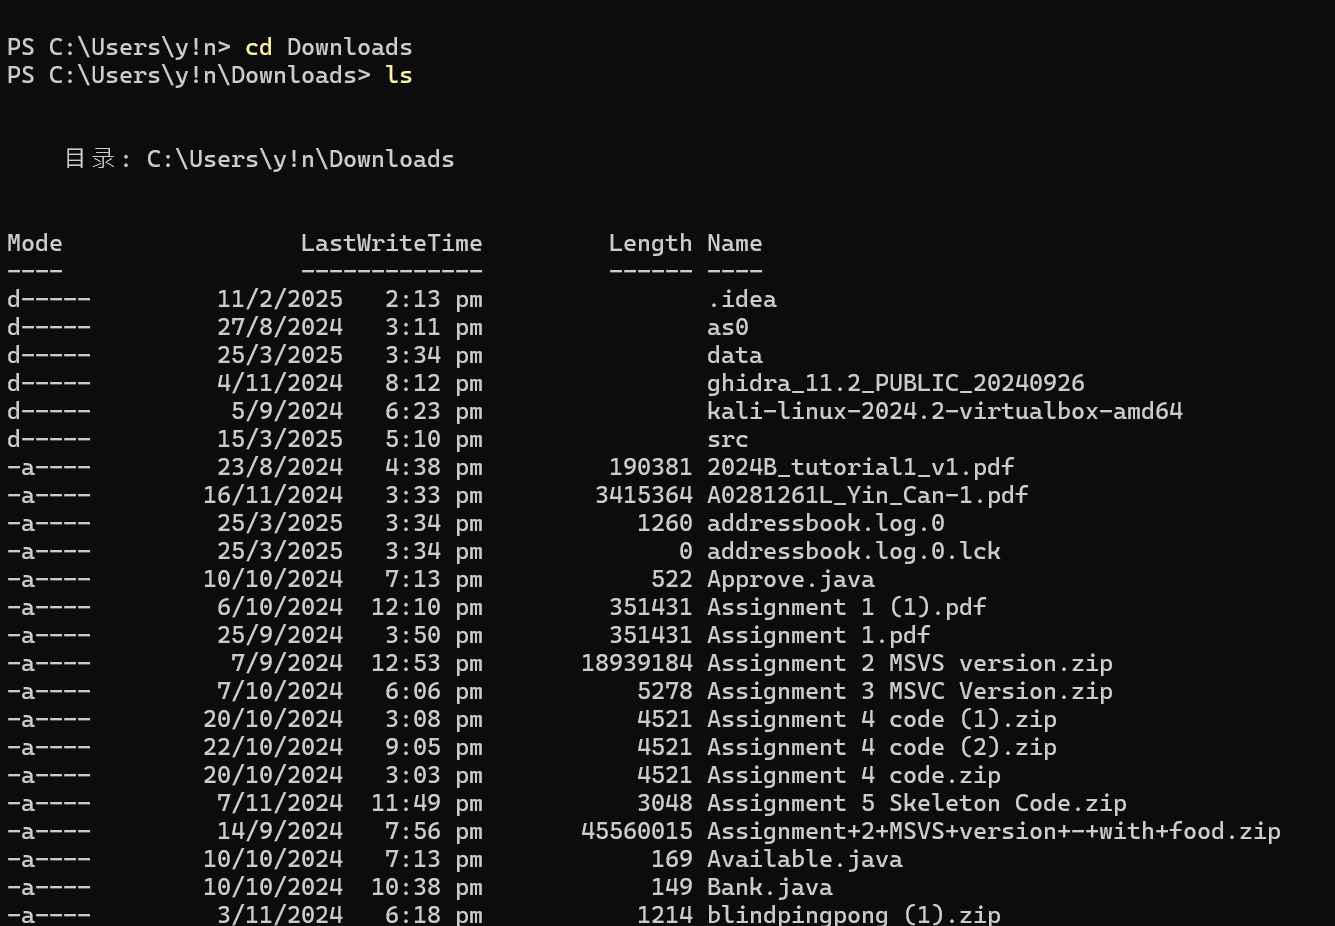 PS C:\Users\y!n> cd Downloads
PS C:\Users\y!n\Downloads> ls
目录: C:\Users\y!n\Downloads
Mode LastWriteTime Length Name
---- ------------- ------ ----
d----- 11/2/2025 2:13 pm .idea
d----- 27/8/2024 3:11 pm as0
d----- 25/3/2025 3:34 pm data
d----- 4/11/2024 8:12 pm ghidra_11.2_PUBLIC_20240926
d----- 5/9/2024 6:23 pm kali-linux-2024.2-virtualbox-amd64
d----- 15/3/2025 5:10 pm src
-a---- 23/8/2024 4:38 pm 190381 2024B_tutorial1_v1.pdf
-a---- 16/11/2024 3:33 pm 3415364 A0281261L_Yin_Can-1.pdf
-a---- 25/3/2025 3:34 pm 1260 addressbook.log.0
-a---- 25/3/2025 3:34 pm 0 addressbook.log.0.lck
-a---- 10/10/2024 7:13 pm 522 Approve.java
-a---- 6/10/2024 12:10 pm 351431 Assignment 1 (1).pdf
-a---- 25/9/2024 3:50 pm 351431 Assignment 1.pdf
-a---- 7/9/2024 12:53 pm 18939184 Assignment 2 MSVS version.zip
-a---- 7/10/2024 6:06 pm 5278 Assignment 3 MSVC Version.zip
-a---- 20/10/2024 3:08 pm 4521 Assignment 4 code (1).zip
-a---- 22/10/2024 9:05 pm 4521 Assignment 4 code (2).zip
-a---- 20/10/2024 3:03 pm 4521 Assignment 4 code.zip
-a---- 7/11/2024 11:49 pm 3048 Assignment 5 Skeleton Code.zip
-a---- 14/9/2024 7:56 pm 45560015 Assignment+2+MSVS+version+-+with+food.zip
-a---- 10/10/2024 7:13 pm 169 Available.java
-a---- 10/10/2024 10:38 pm 149 Bank.java
-a---- 3/11/2024 6:18 pm 1214 blindpingpong (1).zip